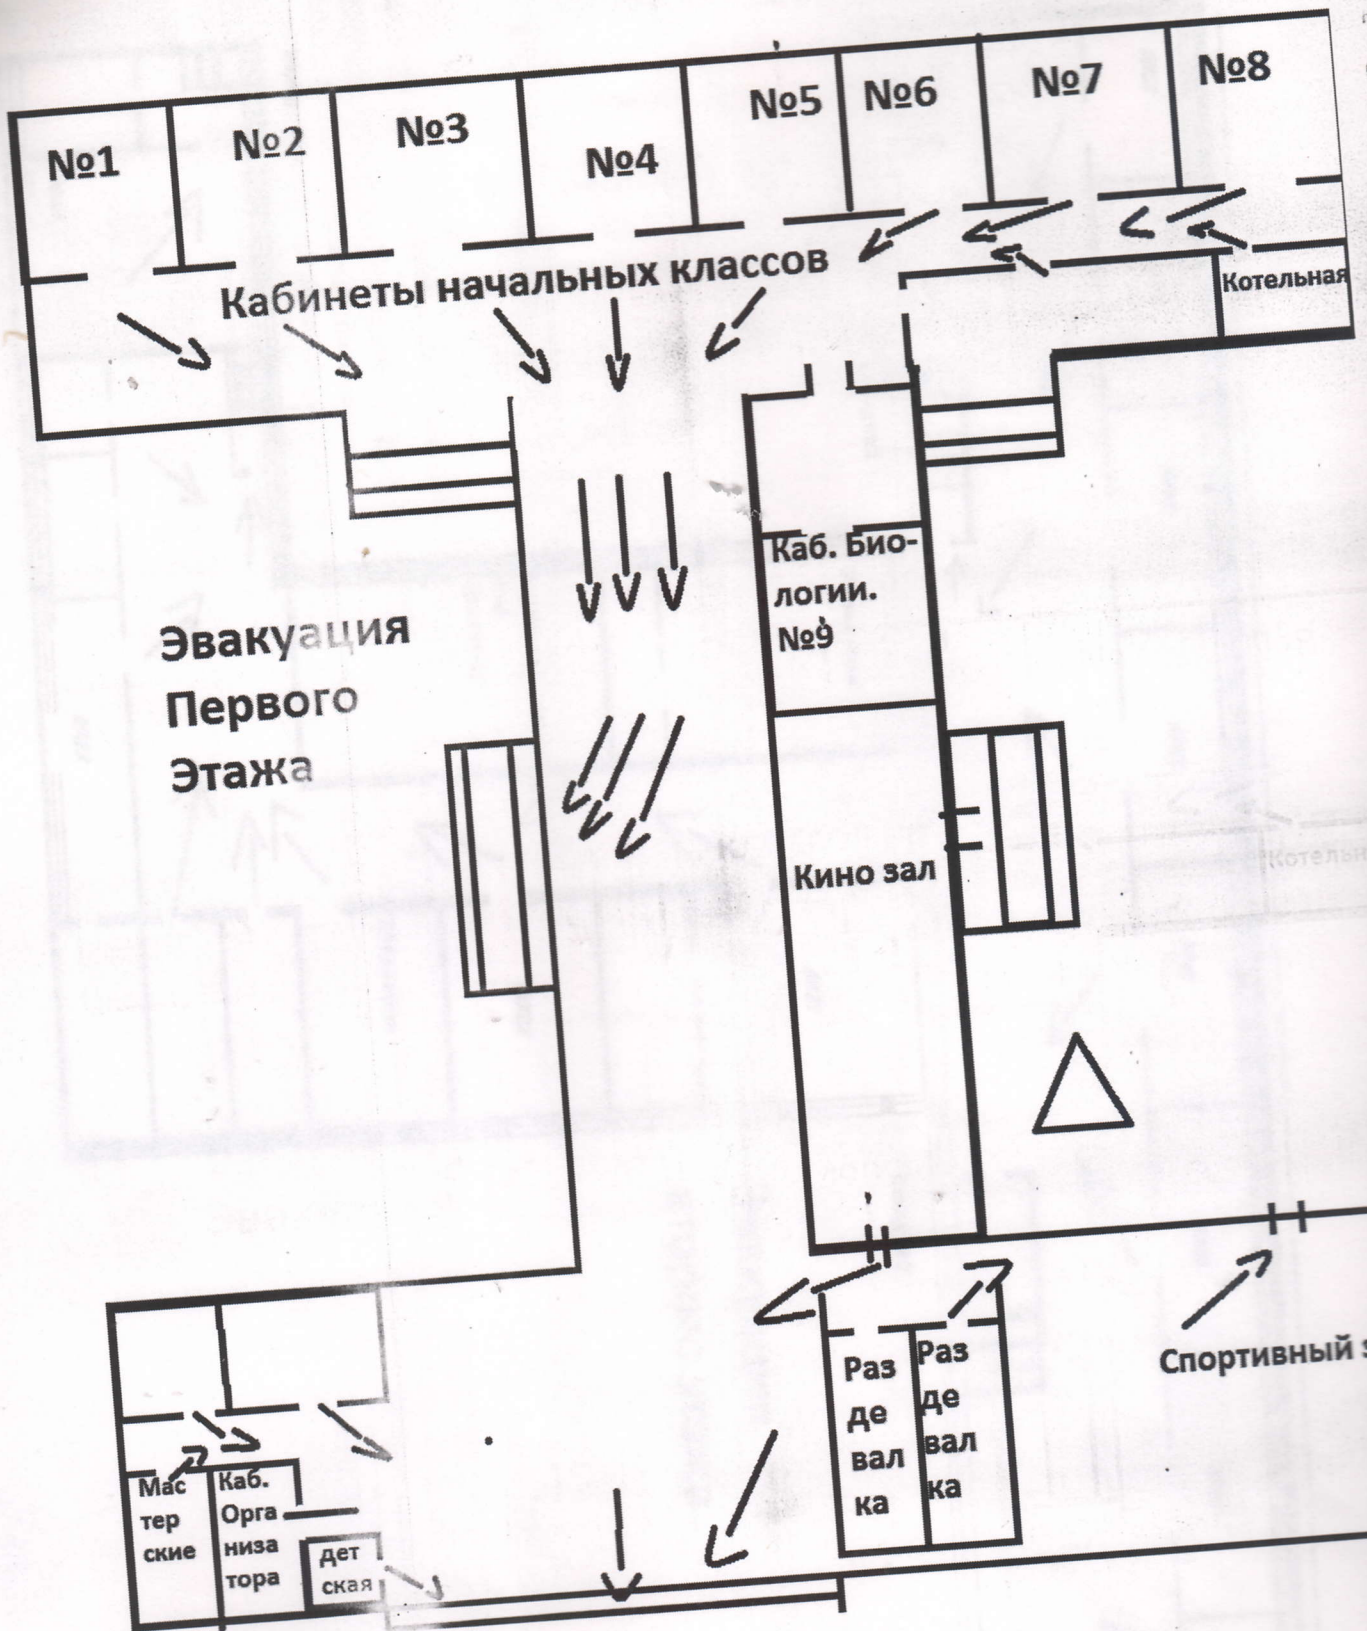 №1
№2
№3
№4
№5
№6
№7
№8
Кабинеты начальных классов
Котельная
Каб. Био-
логии.
№9
Эвакуация
Первого
Этажа
Кино зал
Спортивный з
Раз
де
вал
ка
Раз
де
вал
ка
Мас
тер
ские
Каб.
Орга
низа
тора
дет
ская
Котельн